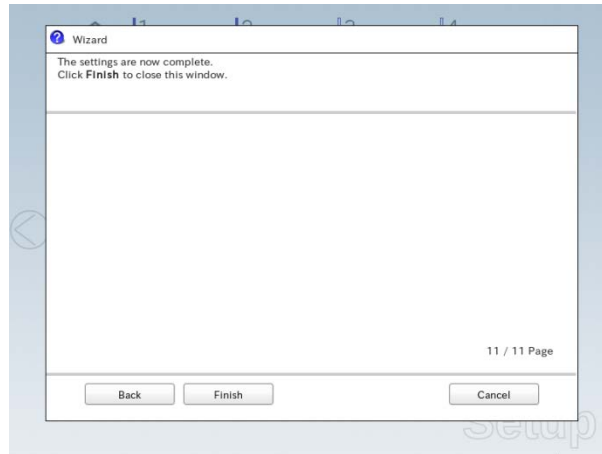 Wizard
The settings are now complete.
Click Finish to close this window.
11 / 11 Page
Back
Finish
Cancel
Setup